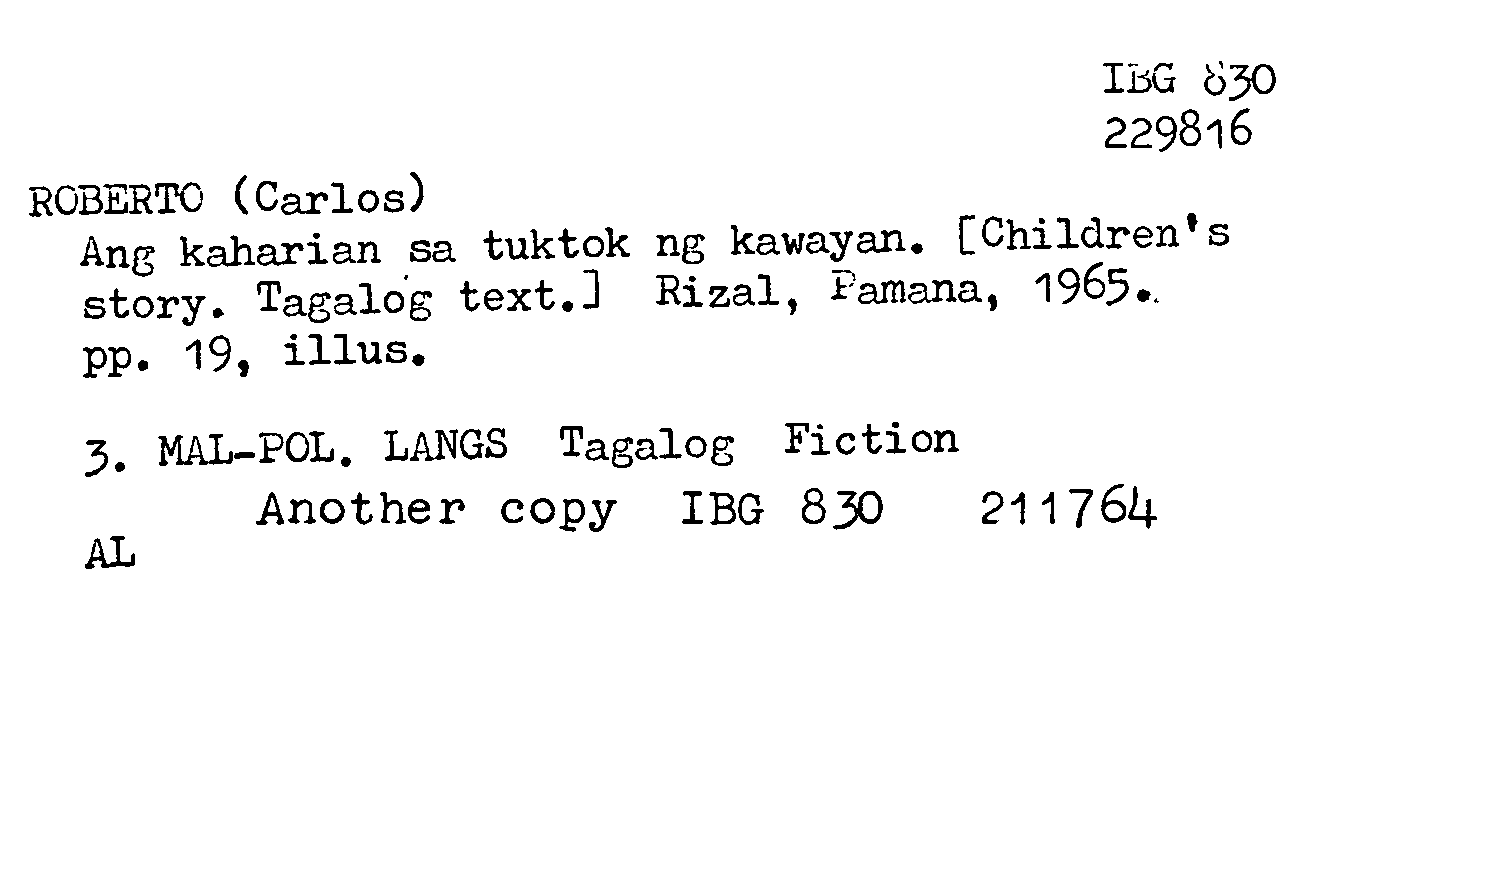 IBG 830
229816
ROBERTO (Carlos)
Ang kaharian sa tuktok ng kawayan. [Children's
story. Tagalog text.] Rizal, Pamana, 1965.
pp. 19, illus.
3. MAL-POL. LANGS Tagalog Fiction
Another copy IBG 830 211764
AL